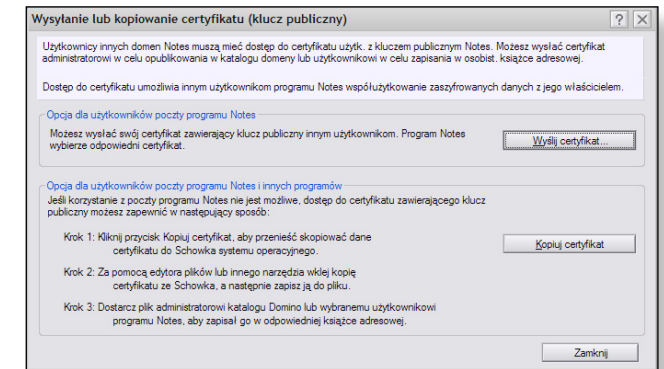 Wysyłanie lub kopiowanie certyfikatu (klucz publiczny)
Użytkownicy innych domen Notes muszą mieć dostęp do certyfikatu użytk. z kluczem publicznym Notes. Możesz wysłać certyfikat
administratorowi w celu opublikowania w katalogu domeny lub użytkownikowi w celu zapisania w osobist. książce adresowej.
Dostęp do certyfikatu umożliwia innym użytkownikom programu Notes współużytkowanie zaszyfrowanych danych z jego właścicielem.
Opcja dla użytkowników poczty programu Notes
Możesz wysłać swój certyfikat zawierający klucz publiczny innym użytkownikom. Program Notes
wybierze odpowiedni certyfikat.
Wyślij certyfikat...
Opcja dla użytkowników poczty programu Notes i innych programów
Jeśli korzystanie z poczty programu Notes nie jest możliwe, dostęp do certyfikatu zawierającego klucz
publiczny możesz zapewnić w następujący sposób:
Krok 1: Kliknij przycisk Kopiuj certyfikat, aby przenieść skopiować dane
certyfikatu do Schowka systemu operacyjnego.
Kopiuj certyfikat
Krok 2: Za pomocą edytora plików lub innego narzędzia wklej kopię
certyfikatu ze Schowka, a następnie zapisz ją do pliku.
Krok 3: Dostarcz plik administratorowi katalogu Domino lub wybranemu użytkownikowi
programu Notes, aby zapisał go w odpowiedniej książce adresowej.
Zamknij